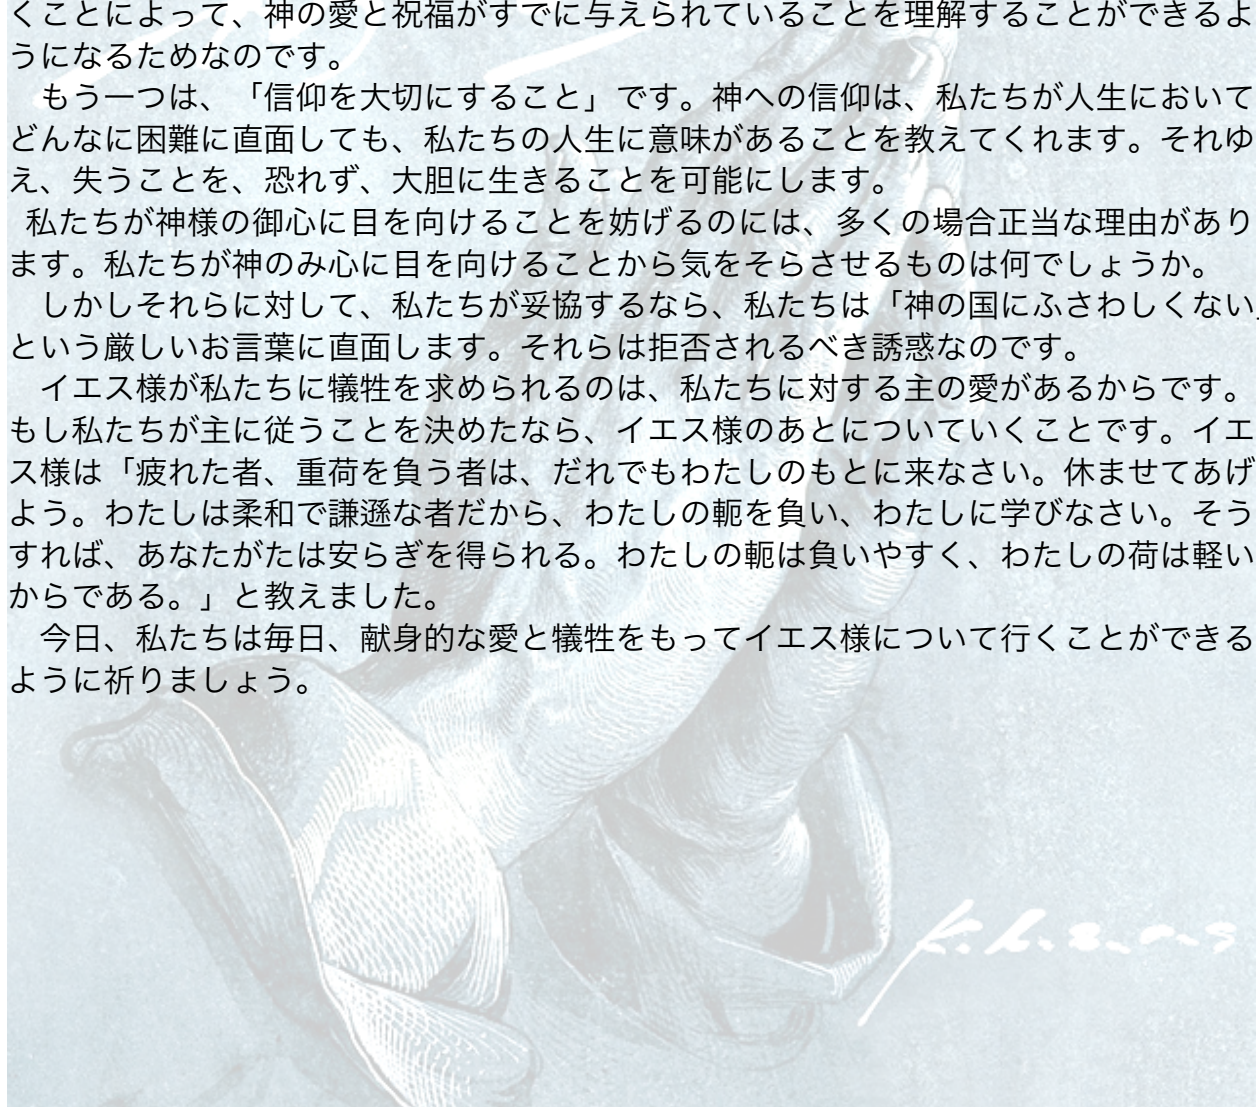 くことによって、神の愛と祝福がすでに与えられていることを理解することができるよ
うになるためなのです。
　もう一つは、「信仰を大切にすること」です。神への信仰は、私たちが人生において
どんなに困難に直面しても、私たちの人生に意味があることを教えてくれます。それゆ
え、失うことを、恐れず、大胆に生きることを可能にします。
 私たちが神様の御心に目を向けることを妨げるのには、多くの場合正当な理由があり
ます。私たちが神のみ心に目を向けることから気をそらさせるものは何でしょうか。
　しかしそれらに対して、私たちが妥協するなら、私たちは「神の国にふさわしくない」
という厳しいお言葉に直面します。それらは拒否されるべき誘惑なのです。
　イエス様が私たちに犠牲を求められるのは、私たちに対する主の愛があるからです。
もし私たちが主に従うことを決めたなら、イエス様のあとについていくことです。イエ
ス様は「疲れた者、重荷を負う者は、だれでもわたしのもとに来なさい。休ませてあげ
よう。わたしは柔和で謙遜な者だから、わたしの軛を負い、わたしに学びなさい。そう
すれば、あなたがたは安らぎを得られる。わたしの軛は負いやすく、わたしの荷は軽い
からである。」と教えました。
　今日、私たちは毎日、献身的な愛と犠牲をもってイエス様について行くことができる
ように祈りましょう。